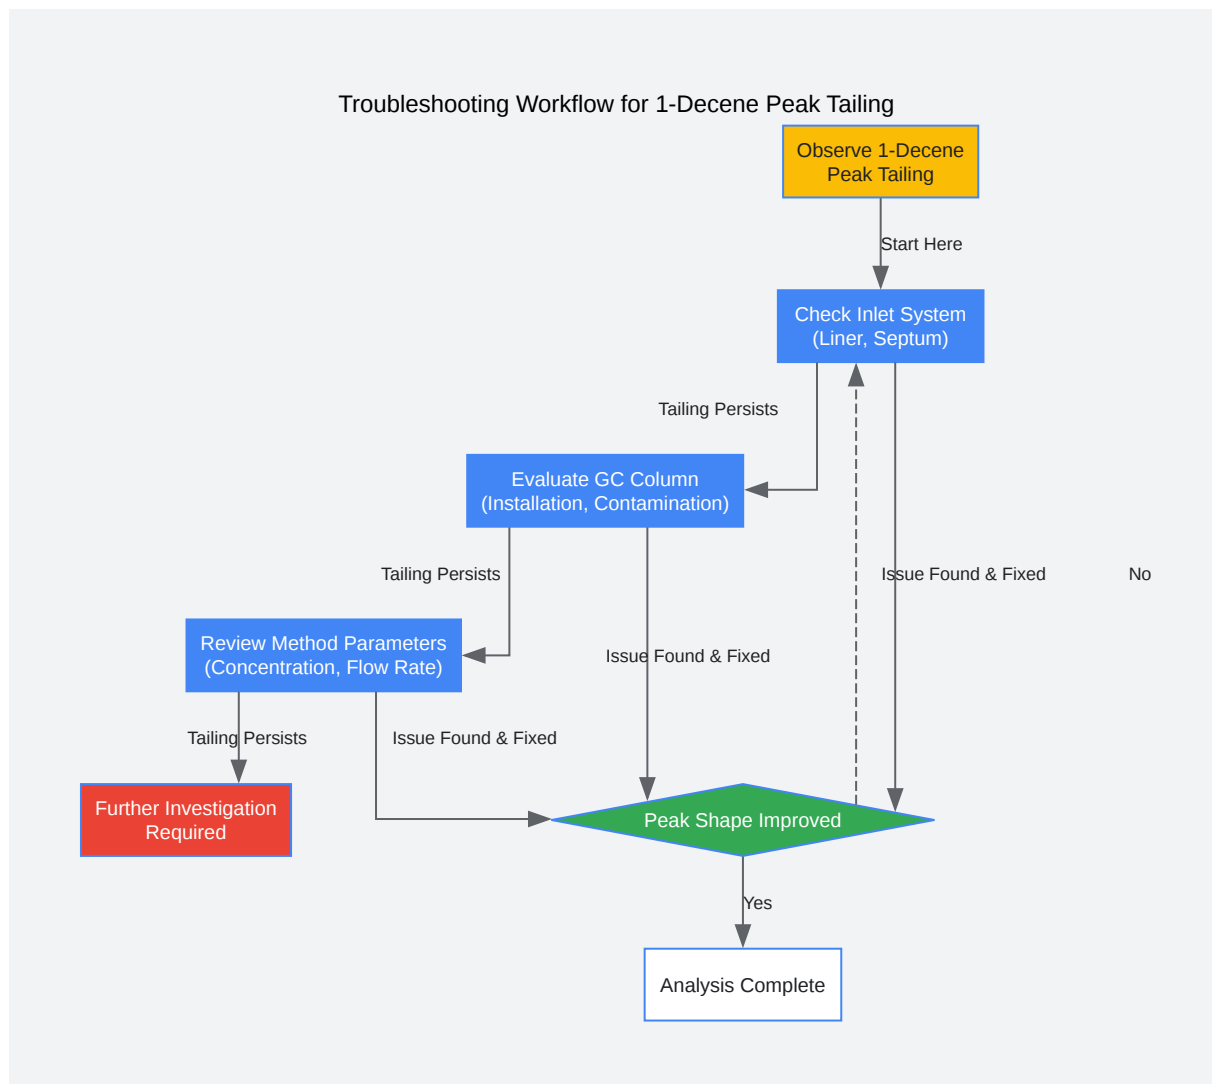 Troubleshooting Workflow for 1-Decene Peak Tailing
Observe 1-Decene
Peak Tailing
Start Here
Check Inlet System
(Liner, Septum)
Tailing Persists
Evaluate GC Column
(Installation, Contamination)
Tailing Persists
Issue Found & Fixed
No
Review Method Parameters
(Concentration, Flow Rate)
Issue Found & Fixed
Tailing Persists
Issue Found & Fixed
Further Investigation
Required
Peak Shape Improved
Yes
Analysis Complete